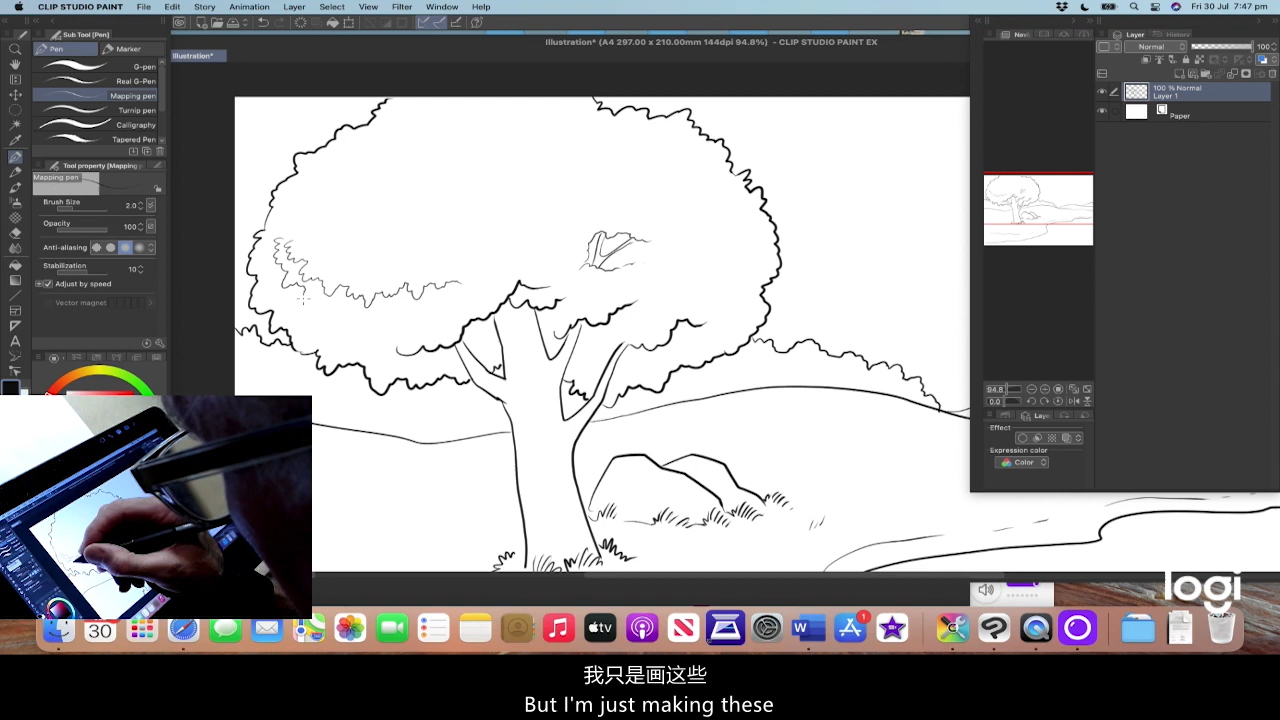 CLIP STUDIO PAINT File Edit Story Animation Layer Select View Filter Window Help Fri 30 Jul 7:47 pm
Illustration* (A4 297.00 x 210.00mm 144dpi 94.8%) - CLIP STUDIO PAINT EX
Sub Tool [Pen]
Pen Marker
Illustration*
G-pen
Real G-Pen
Mapping pen
Turnip pen
Calligraphy
Tapered Pen
Tool property [Mapping
Mapping pen
Brush Size 2.0
Opacity 100
Anti-aliasing
Stabilization 10
Adjust by speed
Vector magnet
Layer History
Normal 100
100 % Normal
Layer 1
Paper
94.8
0.0
Effect
Expression color
Color
logi
30
tv
W
1
我只是画这些
But I'm just making these